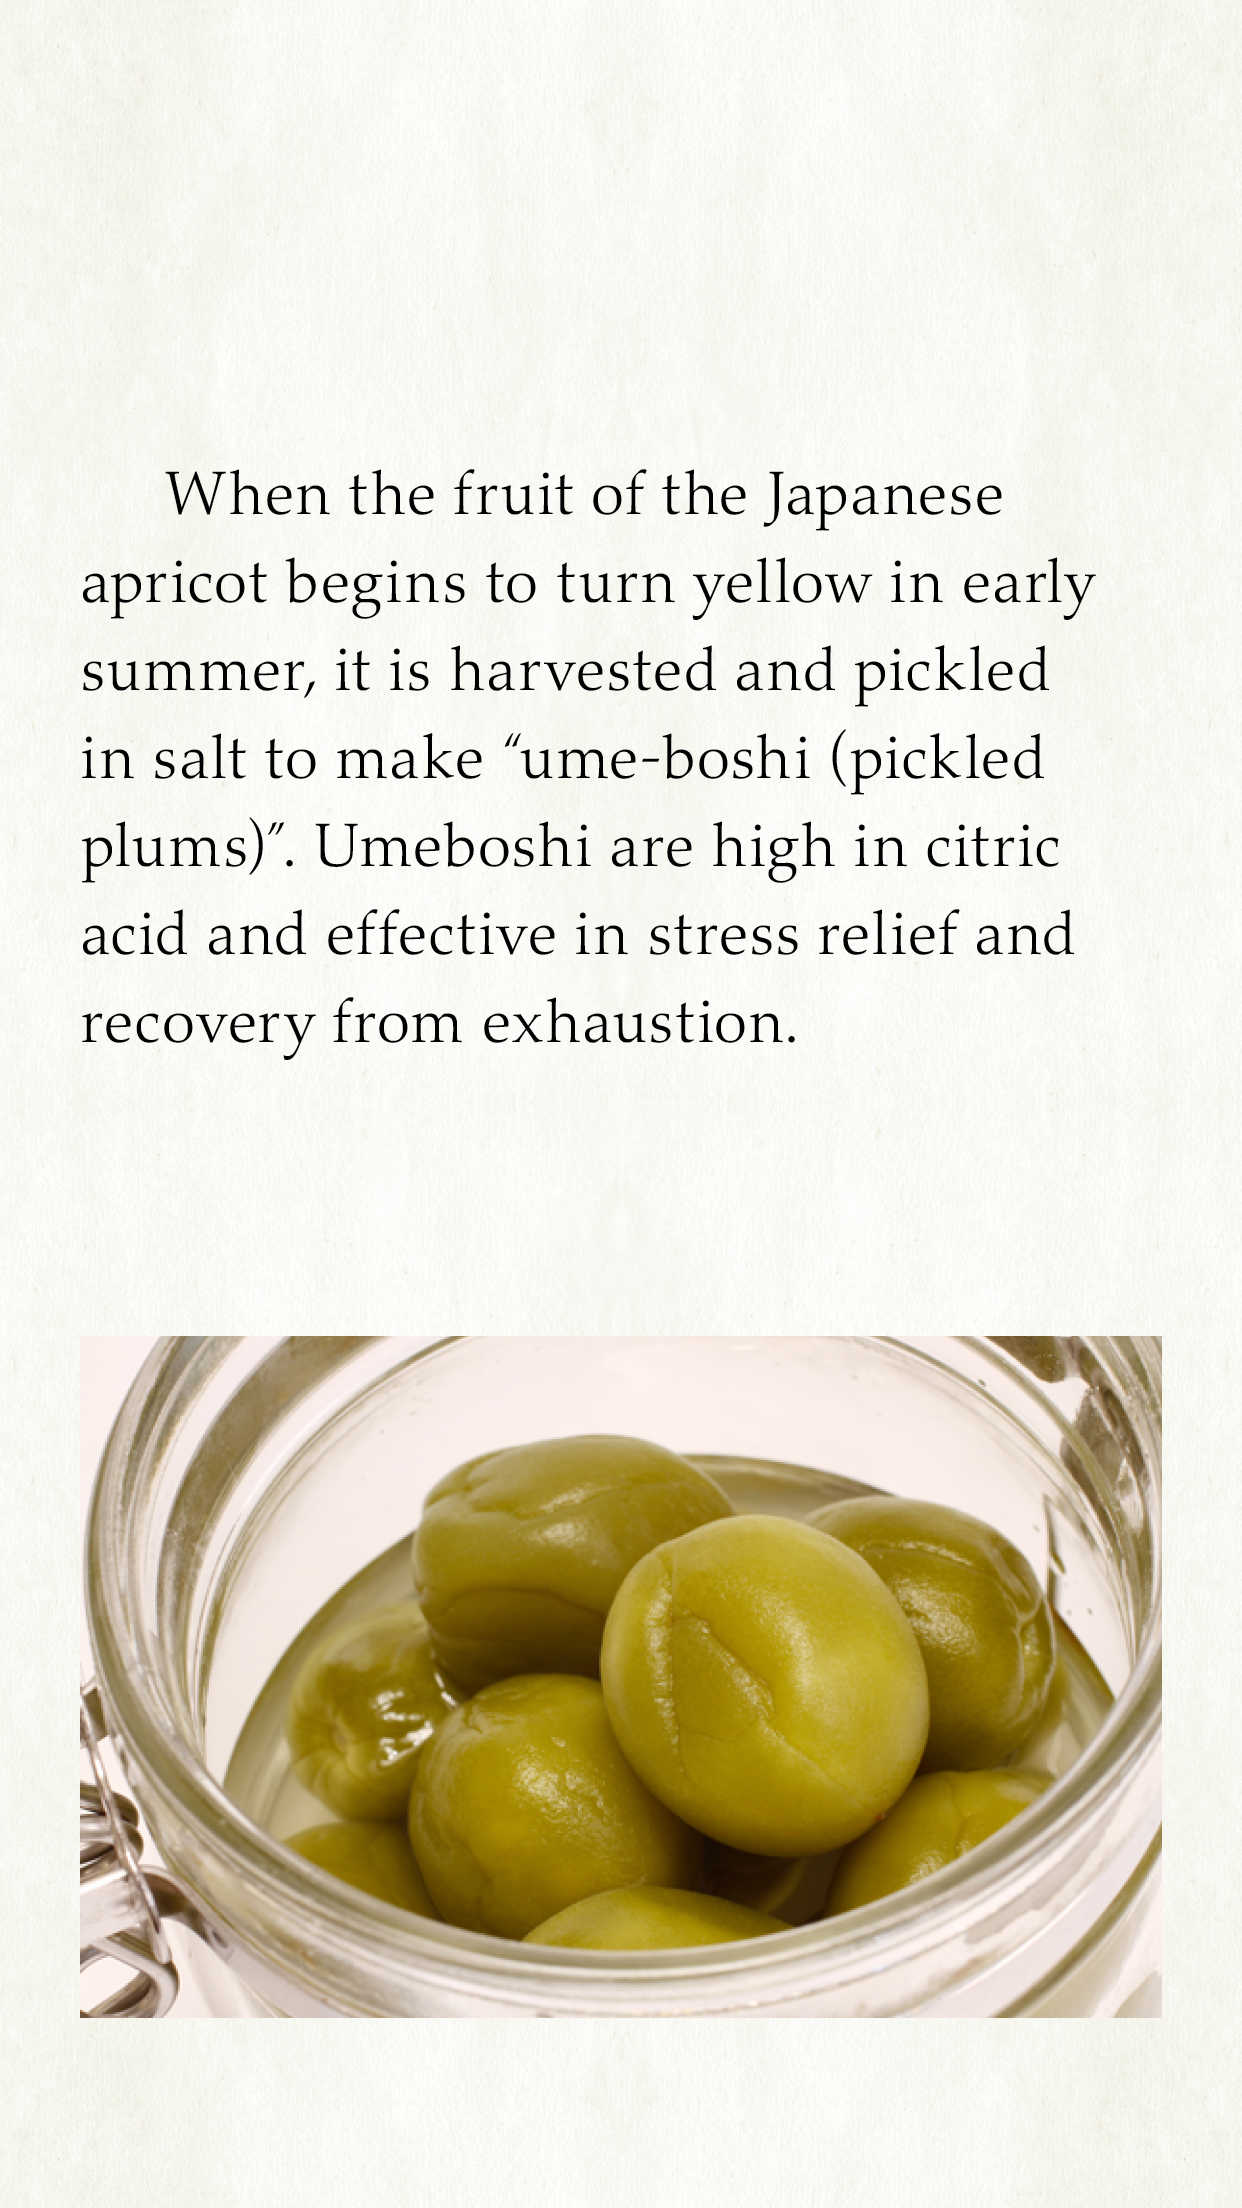 When the fruit of the Japanese
apricot begins to turn yellow in early
summer, it is harvested and pickled
in salt to make “ume-boshi (pickled
plums)”. Umeboshi are high in citric
acid and effective in stress relief and
recovery from exhaustion.